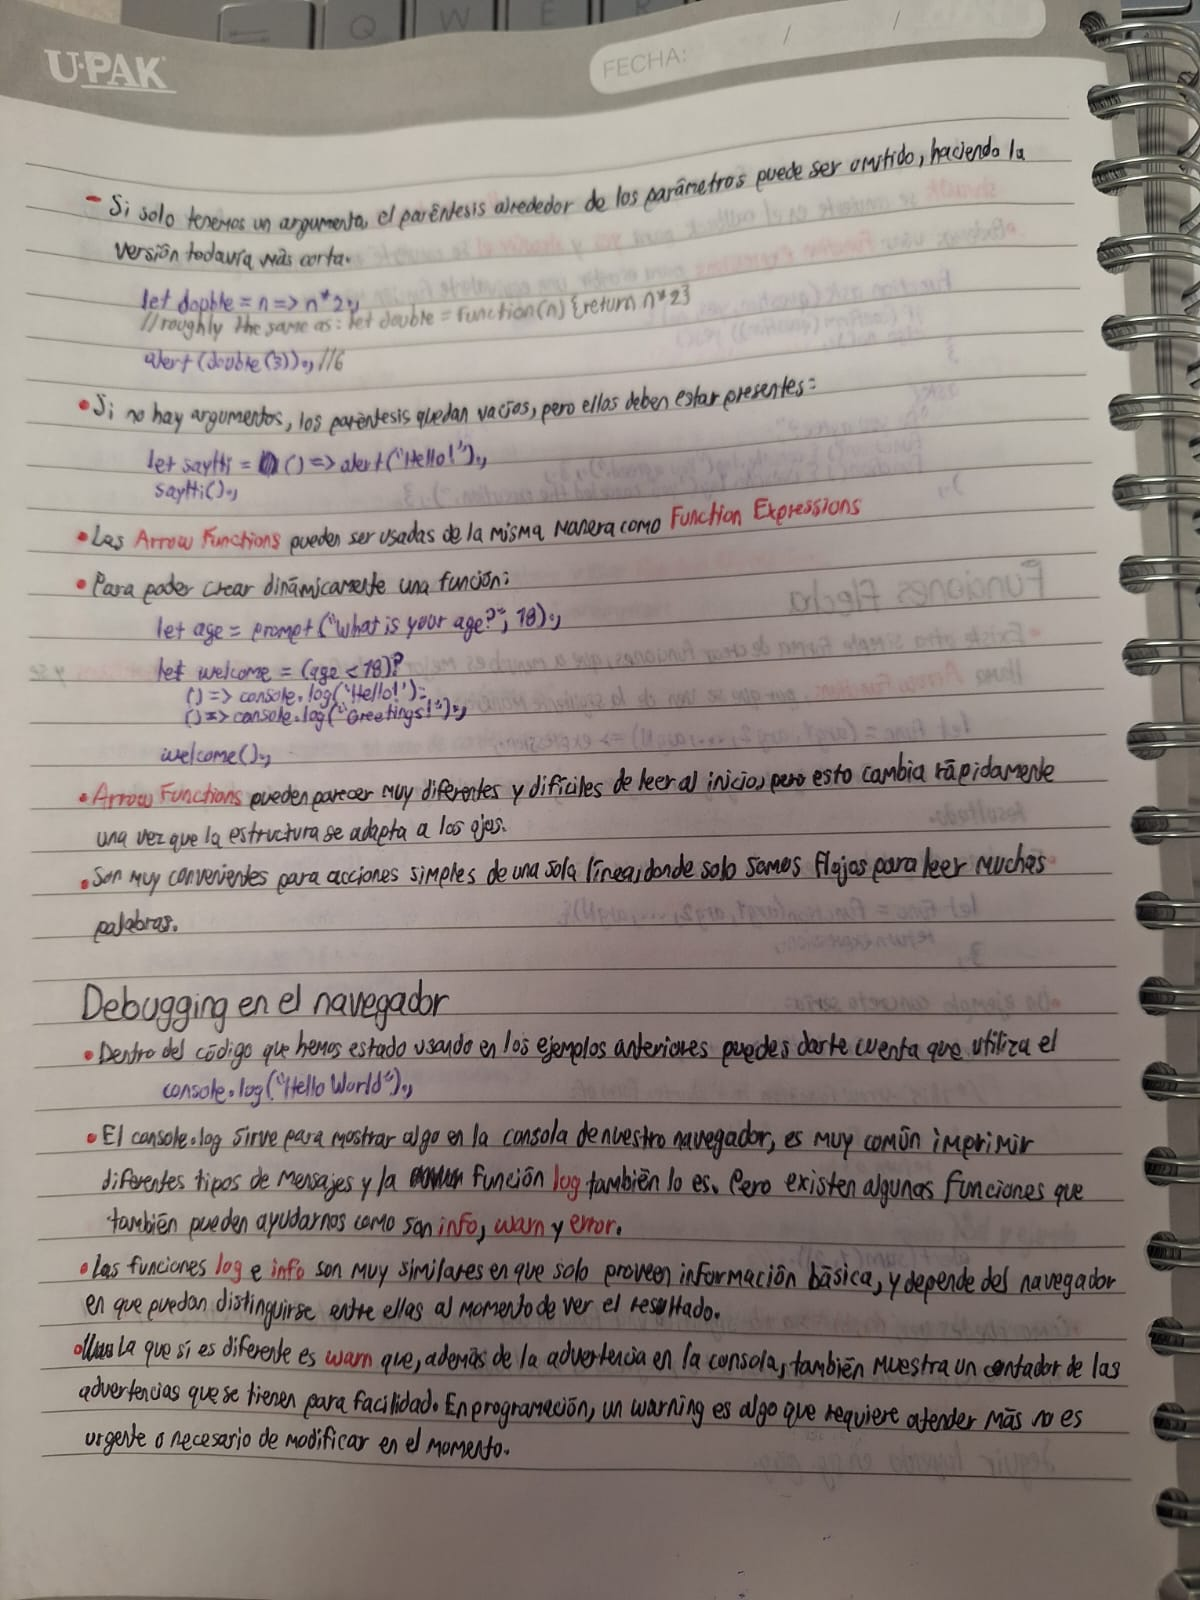 U·PAK
FECHA: / /
- Si solo tenemos un argumento, el paréntesis alrededor de los parámetros puede ser omitido, haciendo la
versión todavía más corta.
let dopble = n => n*2;
//roughly the same as: let double = function(n) {return n*2}
alert(double(3)); //6
• Si no hay argumentos, los paréntesis quedan vacíos, pero ellos deben estar presentes:
let sayHi = () => alert("Hello!");
sayHi();
• Las Arrow Functions pueden ser usadas de la misma manera como Function Expressions
• Para poder crear dinámicamente una función:
let age = prompt("What is your age?", 18);
let welcome = (age < 18)?
() => console.log('Hello!'):
() => console.log("Greetings!");
welcome();
• Arrow Functions pueden parecer muy diferentes y difíciles de leer al inicio, pero esto cambia rápidamente
una vez que la estructura se adapta a los ojos.
• Son muy convenientes para acciones simples de una sola línea, donde solo somos flojos para leer muchas
palabras.
Debugging en el navegador
• Dentro del código que hemos estado usando en los ejemplos anteriores puedes darte cuenta que utiliza el
console.log("Hello World");
• El console.log sirve para mostrar algo en la consola de nuestro navegador, es muy común imprimir
diferentes tipos de mensajes y la función log también lo es. Pero existen algunas funciones que
también pueden ayudarnos como son info, warn y error.
• Las funciones log e info son muy similares en que solo proveen información básica, y depende del navegador
en que puedan distinguirse entre ellas al momento de ver el resultado.
• La que sí es diferente es warn que, además de la advertencia en la consola, también muestra un contador de las
advertencias que se tienen para facilidad. En programación, un warning es algo que requiere atender más no es
urgente o necesario de modificar en el momento.